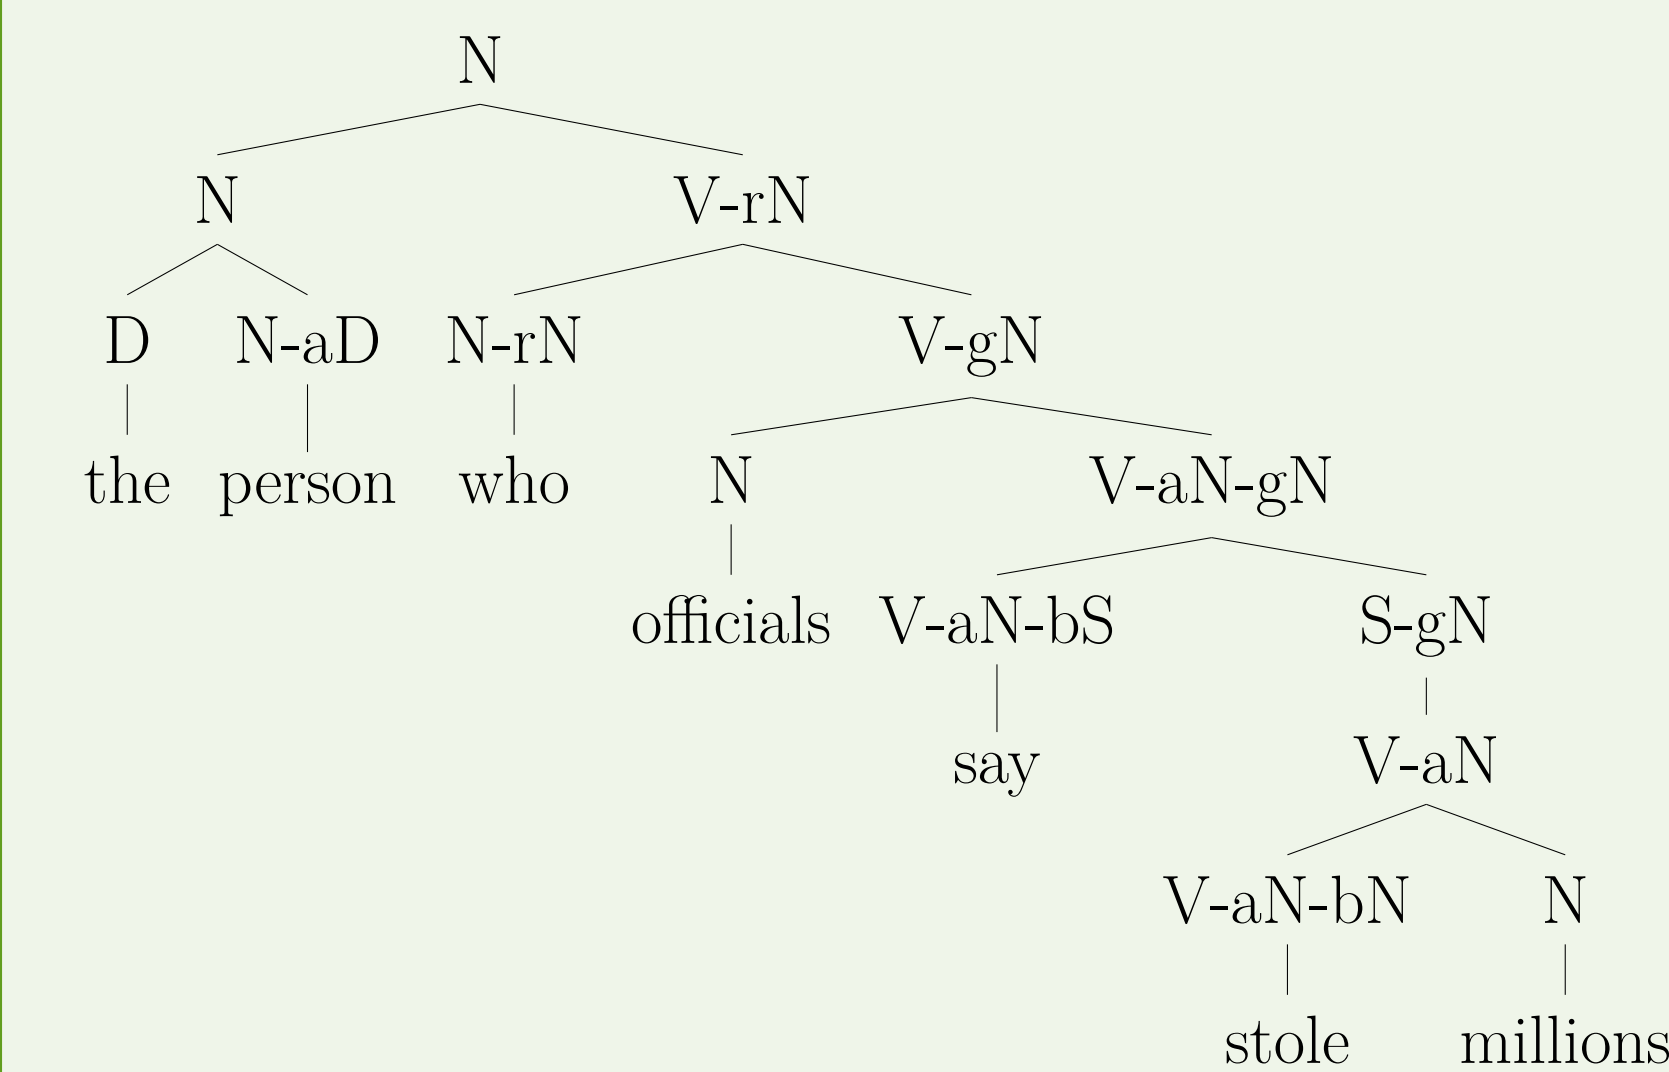 N
N V-rN
D N-aD N-rN V-gN
the person who N V-aN-gN
officials V-aN-bS S-gN
say V-aN
V-aN-bN N
stole millions